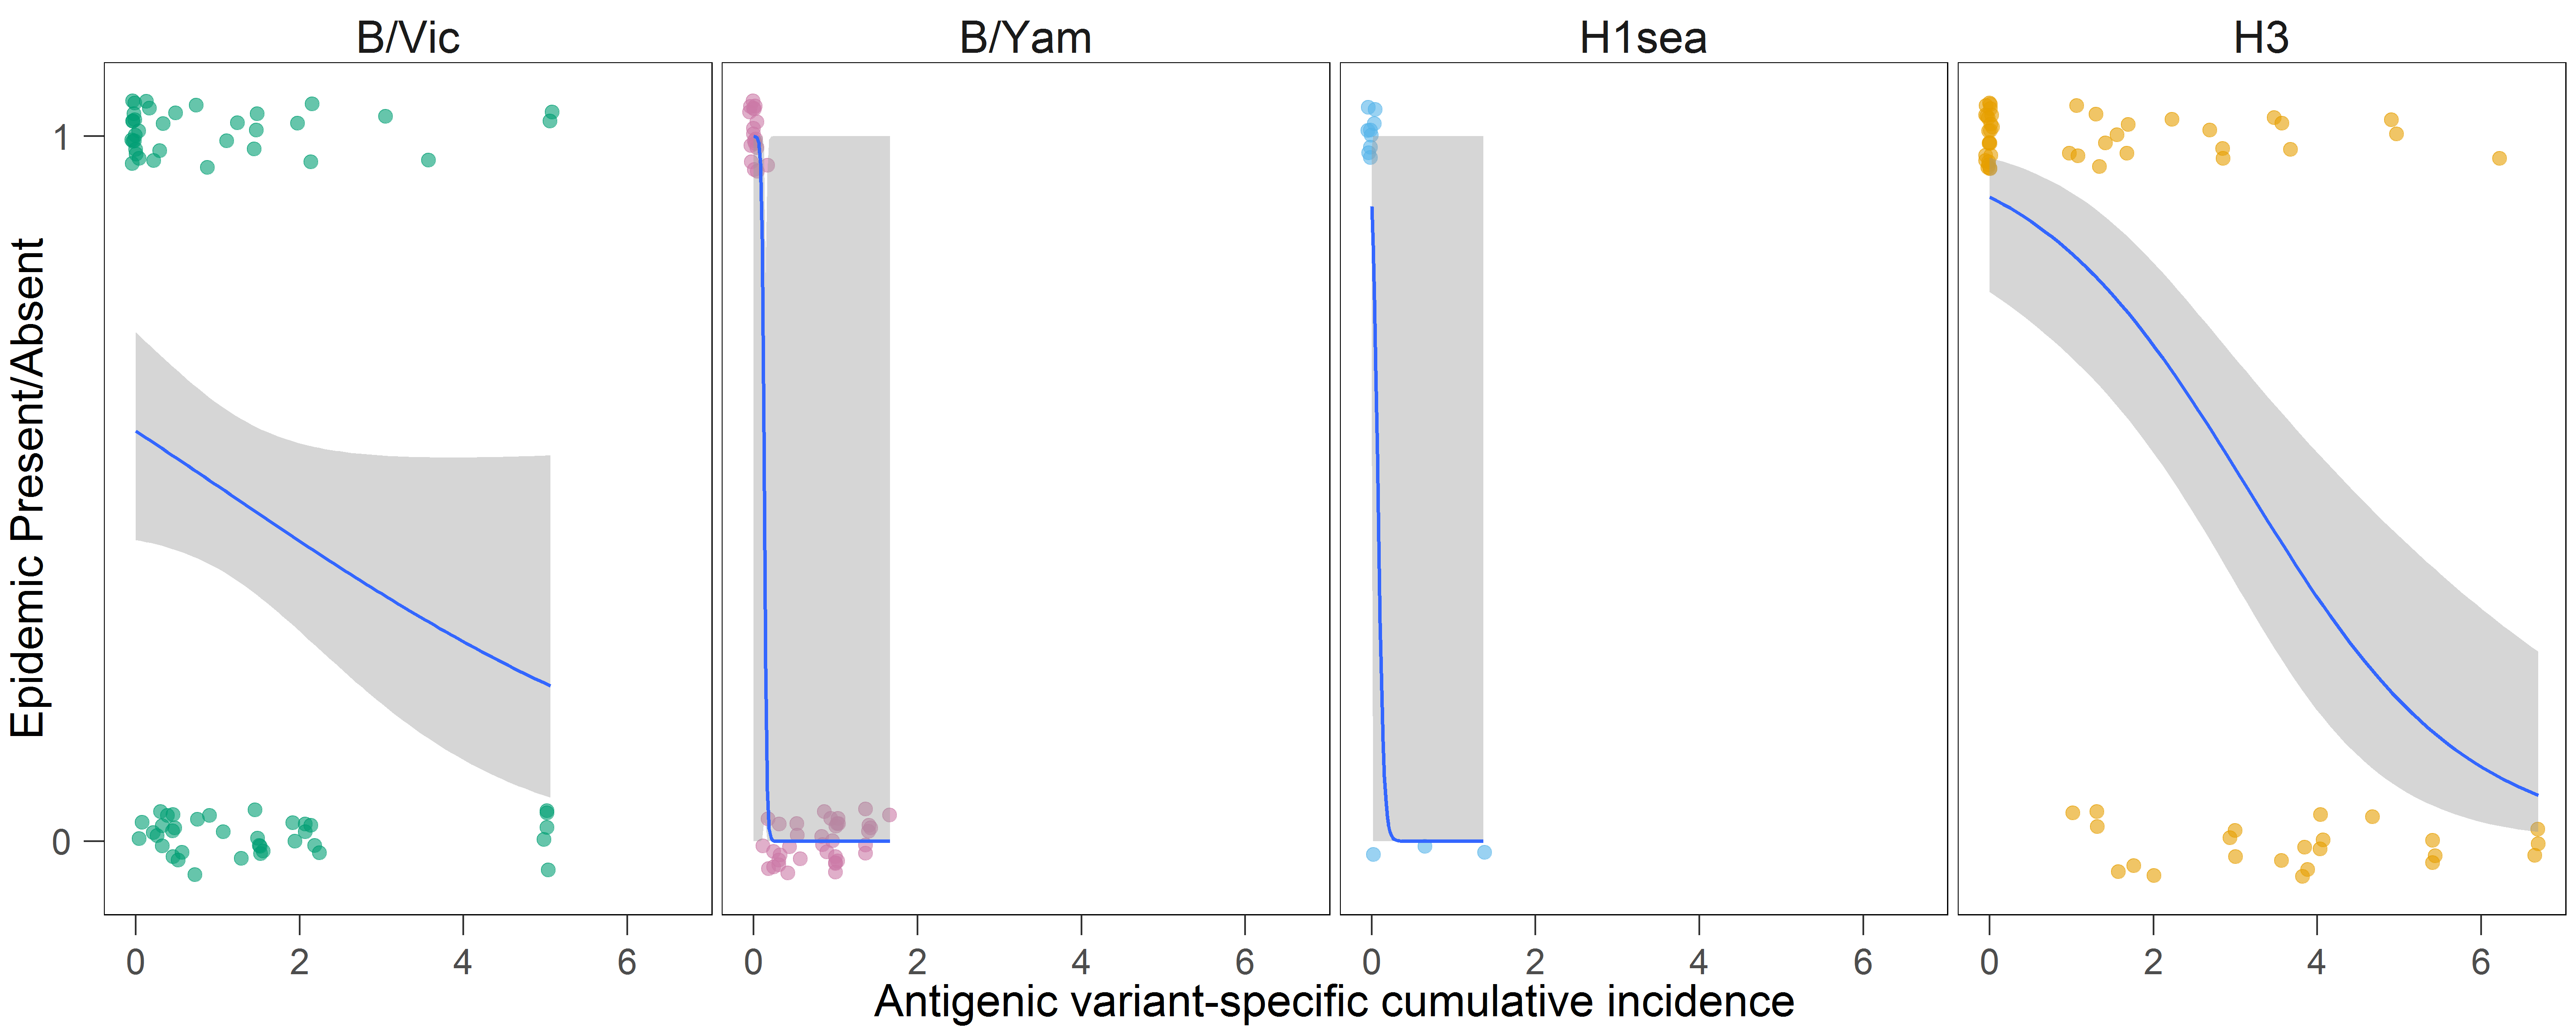 B/Vic B/Yam H1sea H3
Epidemic Present/Absent
1
0
0 2 4 6 0 2 4 6 0 2 4 6 0 2 4 6
Antigenic variant-specific cumulative incidence